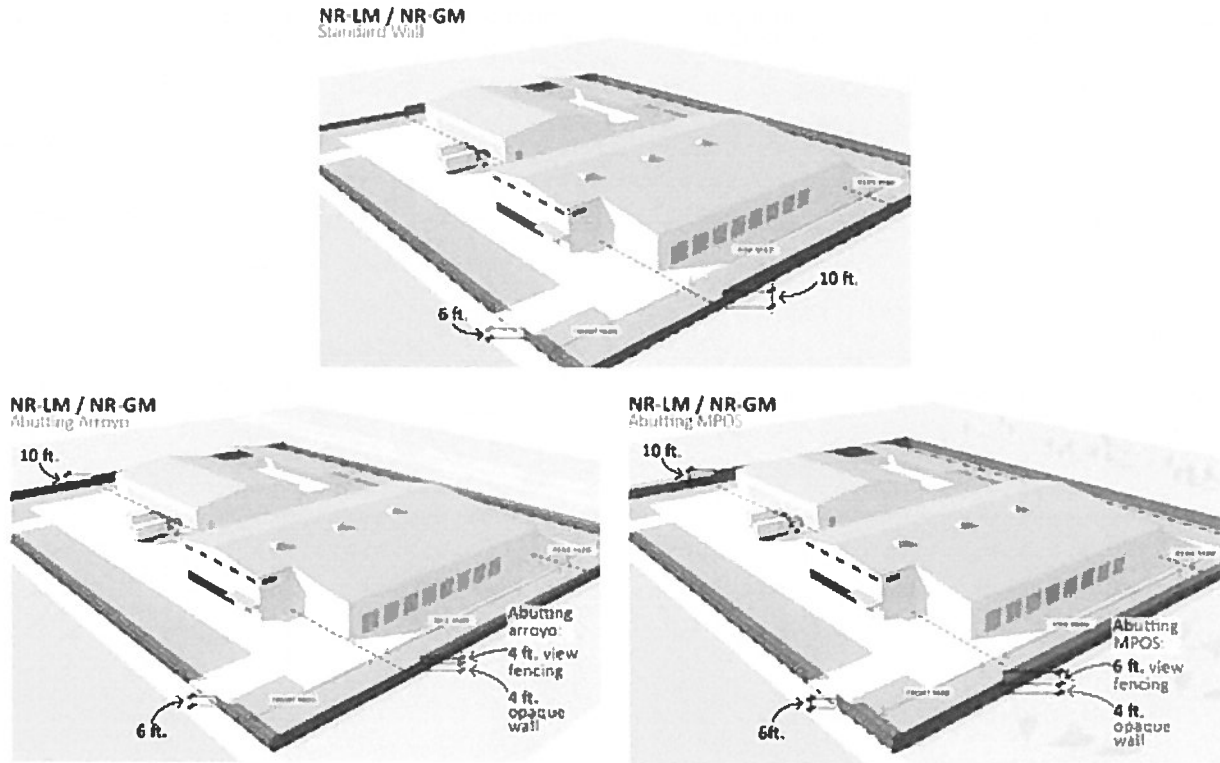 NR-LM / NR-GM
Standard Wall
10 ft.
6 ft.
NR-LM / NR-GM
Abutting Arroyo
10 ft.
Abutting
arroyo:
4 ft. view
fencing
4 ft.
opaque
wall
6 ft.
NR-LM / NR-GM
Abutting MPOS
10 ft.
Abutting
MPOS:
6 ft. view
fencing
4 ft.
opaque
wall
6ft.